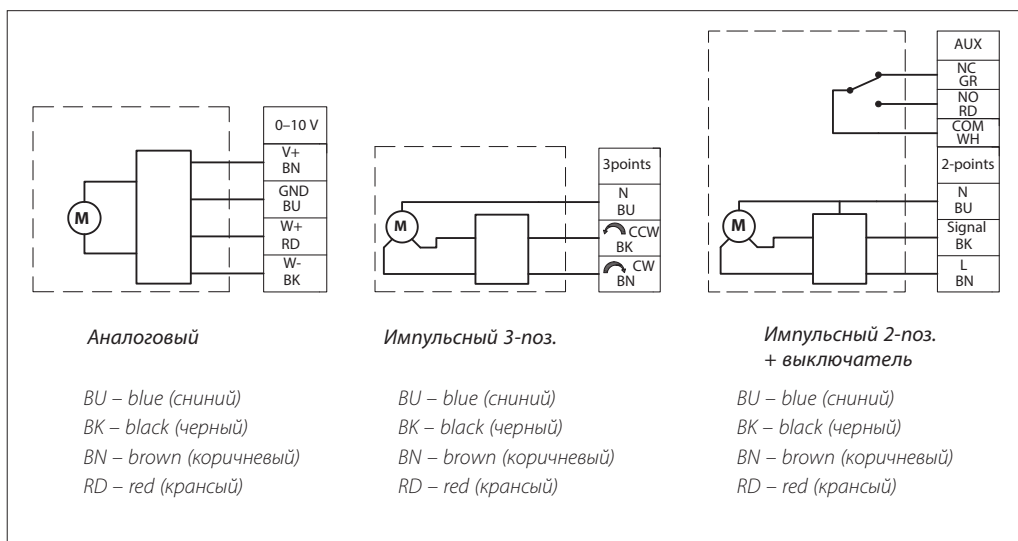 0–10 V
V+
BN
GND
BU
W+
RD
W-
BK
M
Аналоговый
BU – blue (сниний)
BK – black (черный)
BN – brown (коричневый)
RD – red (крансый)
3points
N
BU
CCW
BK
CW
BN
M
Импульсный 3-поз.
BU – blue (сниний)
BK – black (черный)
BN – brown (коричневый)
RD – red (крансый)
AUX
NC
GR
NO
RD
COM
WH
2-points
N
BU
Signal
BK
L
BN
M
Импульсный 2-поз.
+ выключатель
BU – blue (сниний)
BK – black (черный)
BN – brown (коричневый)
RD – red (крансый)